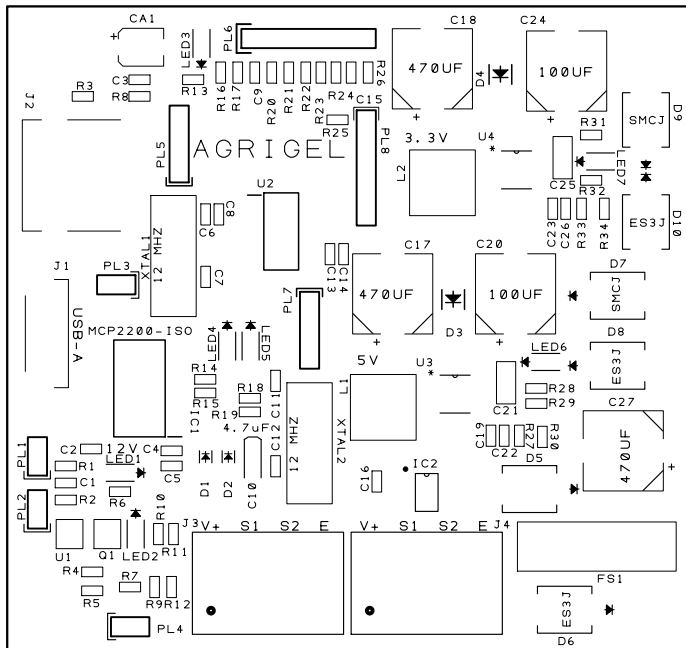 CA1
LED3
PL6
C18
C24
J2
R3
C3
R8
R13
R16
R17
C9
R20
R21
R22
R23
R24
C15
R26
R25
470UF
D4
100UF
R31
SMCJ
D9
PL5
AGRIGEL
PL8
3.3V
L2
U4
C25
LED7
R32
U2
XTAL1
12 MHZ
C6
C8
C7
C23
C26
R33
R34
ES3J
D10
J1
PL3
C13
C14
C17
470UF
D3
C20
100UF
D7
SMCJ
USB-A
MCP2200-ISO
LED4
LED5
PL7
D8
ES3J
LED6
5V
L1
U3
C21
R28
R29
R14
R15
IC1
R18
R19
C11
C12
12 MHZ
XTAL2
4.7uF
C10
C27
470UF
PL1
C2
12V
C4
R1
LED1
C5
C1
R2
R6
D1
D2
C16
IC2
C19
C22
R27
R30
D5
PL2
U1
Q1
LED2
R10
R11
J3
V+ S1 S2 E
V+ S1 S2 E
J4
R4
R5
R7
R9
R12
PL4
FS1
ES3J
D6